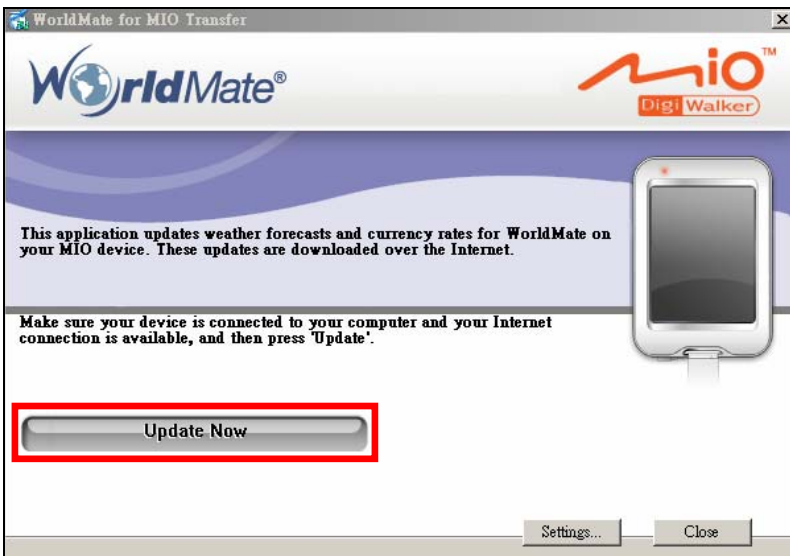 WorldMate for MIO Transfer
WorldMate®
Mio™
DigiWalker
This application updates weather forecasts and currency rates for WorldMate on
your MIO device. These updates are downloaded over the Internet.
Make sure your device is connected to your computer and your Internet
connection is available, and then press 'Update'.
Update Now
Settings...
Close